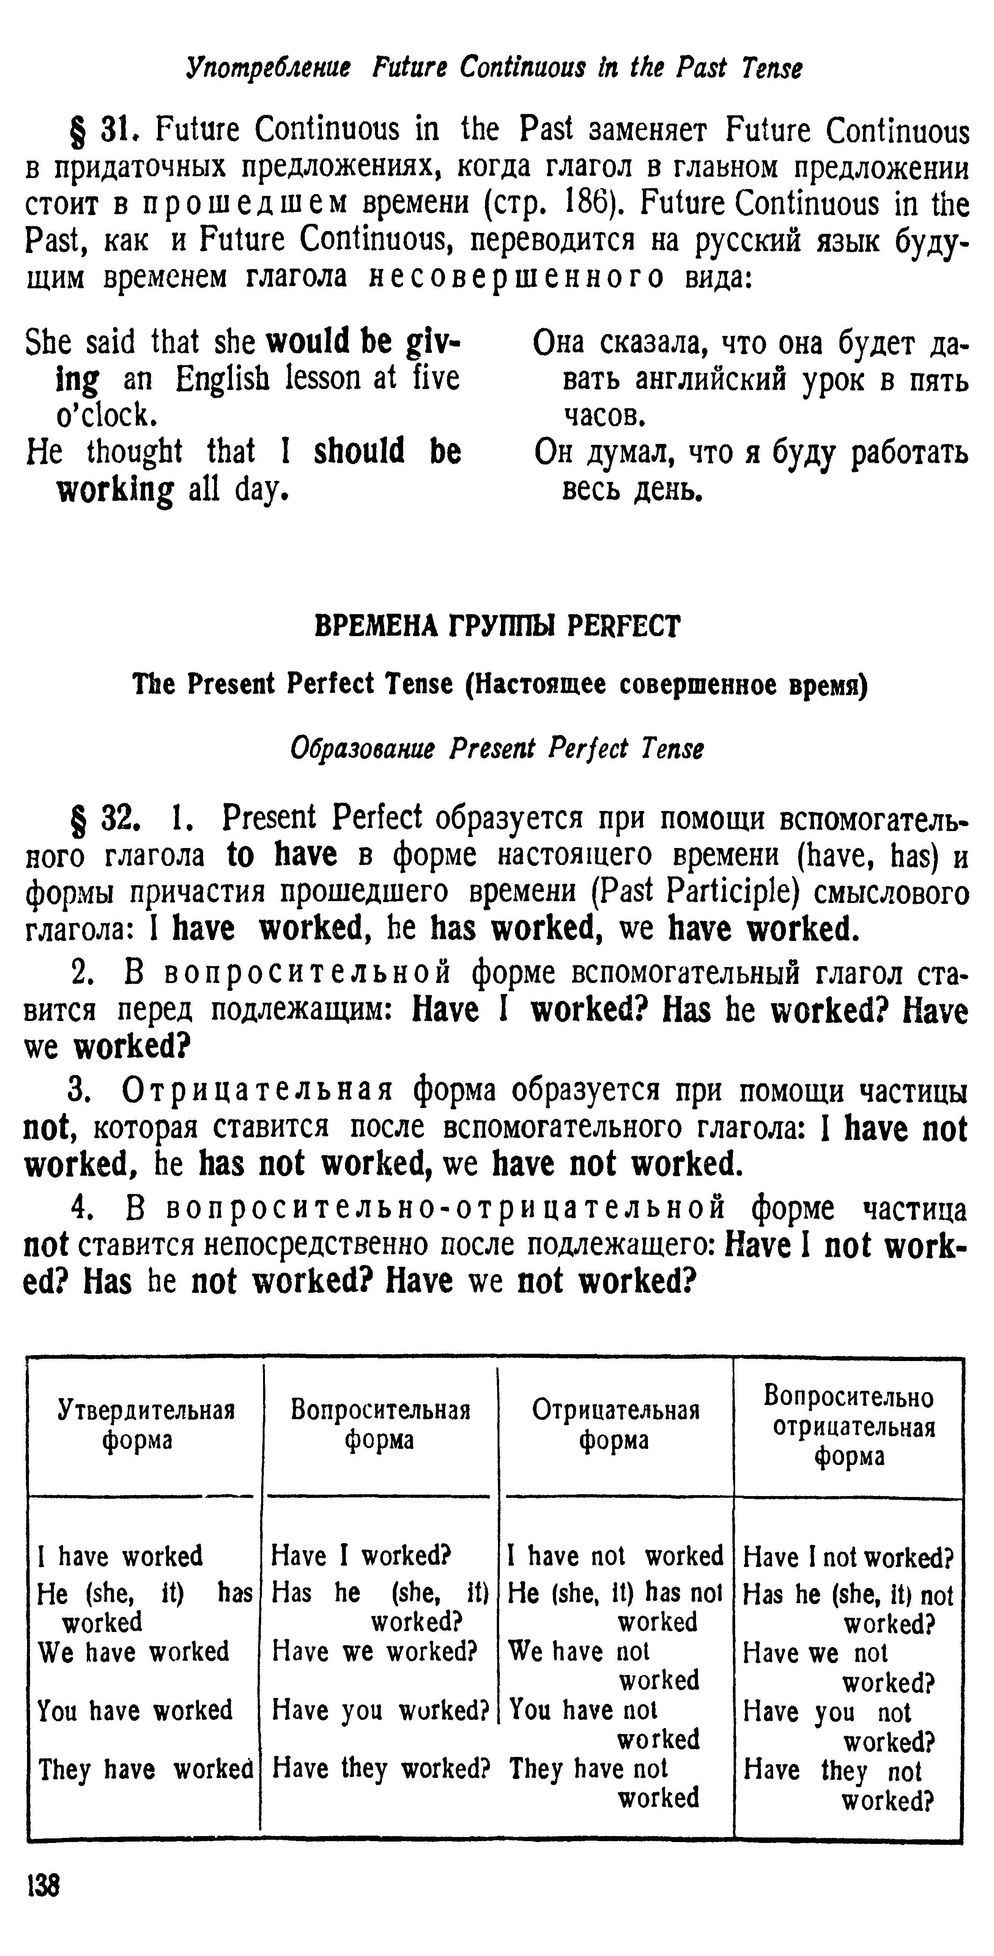 Употребление Future Continuous in the Past Tense
§ 31. Future Continuous in the Past заменяет Future Continuous
в придаточных предложениях, когда глагол в главном предложении
стоит в прошедшем времени (стр. 186). Future Continuous in the
Past, как и Future Continuous, переводится на русский язык буду-
щим временем глагола несовершенного вида:
She said that she would be giv-
ing an English lesson at five
o'clock.
He thought that I should be
working all day.
Она сказала, что она будет да-
вать английский урок в пять
часов.
Он думал, что я буду работать
весь день.
ВРЕМЕНА ГРУППЫ PERFECT
The Present Perfect Tense (Настоящее совершенное время)
Образование Present Perfect Tense
§ 32. 1. Present Perfect образуется при помощи вспомогатель-
ного глагола to have в форме настоящего времени (have, has) и
формы причастия прошедшего времени (Past Participle) смыслового
глагола: I have worked, he has worked, we have worked.
2. В вопросительной форме вспомогательный глагол ста-
вится перед подлежащим: Have I worked? Has he worked? Have
we worked?
3. Отрицательная форма образуется при помощи частицы
not, которая ставится после вспомогательного глагола: I have not
worked, he has not worked, we have not worked.
4. В вопросительно-отрицательной форме частица
not ставится непосредственно после подлежащего: Have I not work-
ed? Has he not worked? Have we not worked?
Утвердительная
форма
Вопросительная
форма
Отрицательная
форма
Вопросительно
отрицательная
форма
I have worked
He (she, it) has
worked
We have worked
You have worked
They have worked
Have I worked?
Has he (she, it)
worked?
Have we worked?
Have you worked?
Have they worked?
I have not worked
He (she, it) has not
worked
We have not
worked
You have not
worked
They have not
worked
Have I not worked?
Has he (she, it) not
worked?
Have we not
worked?
Have you not
worked?
Have they not
worked?
138